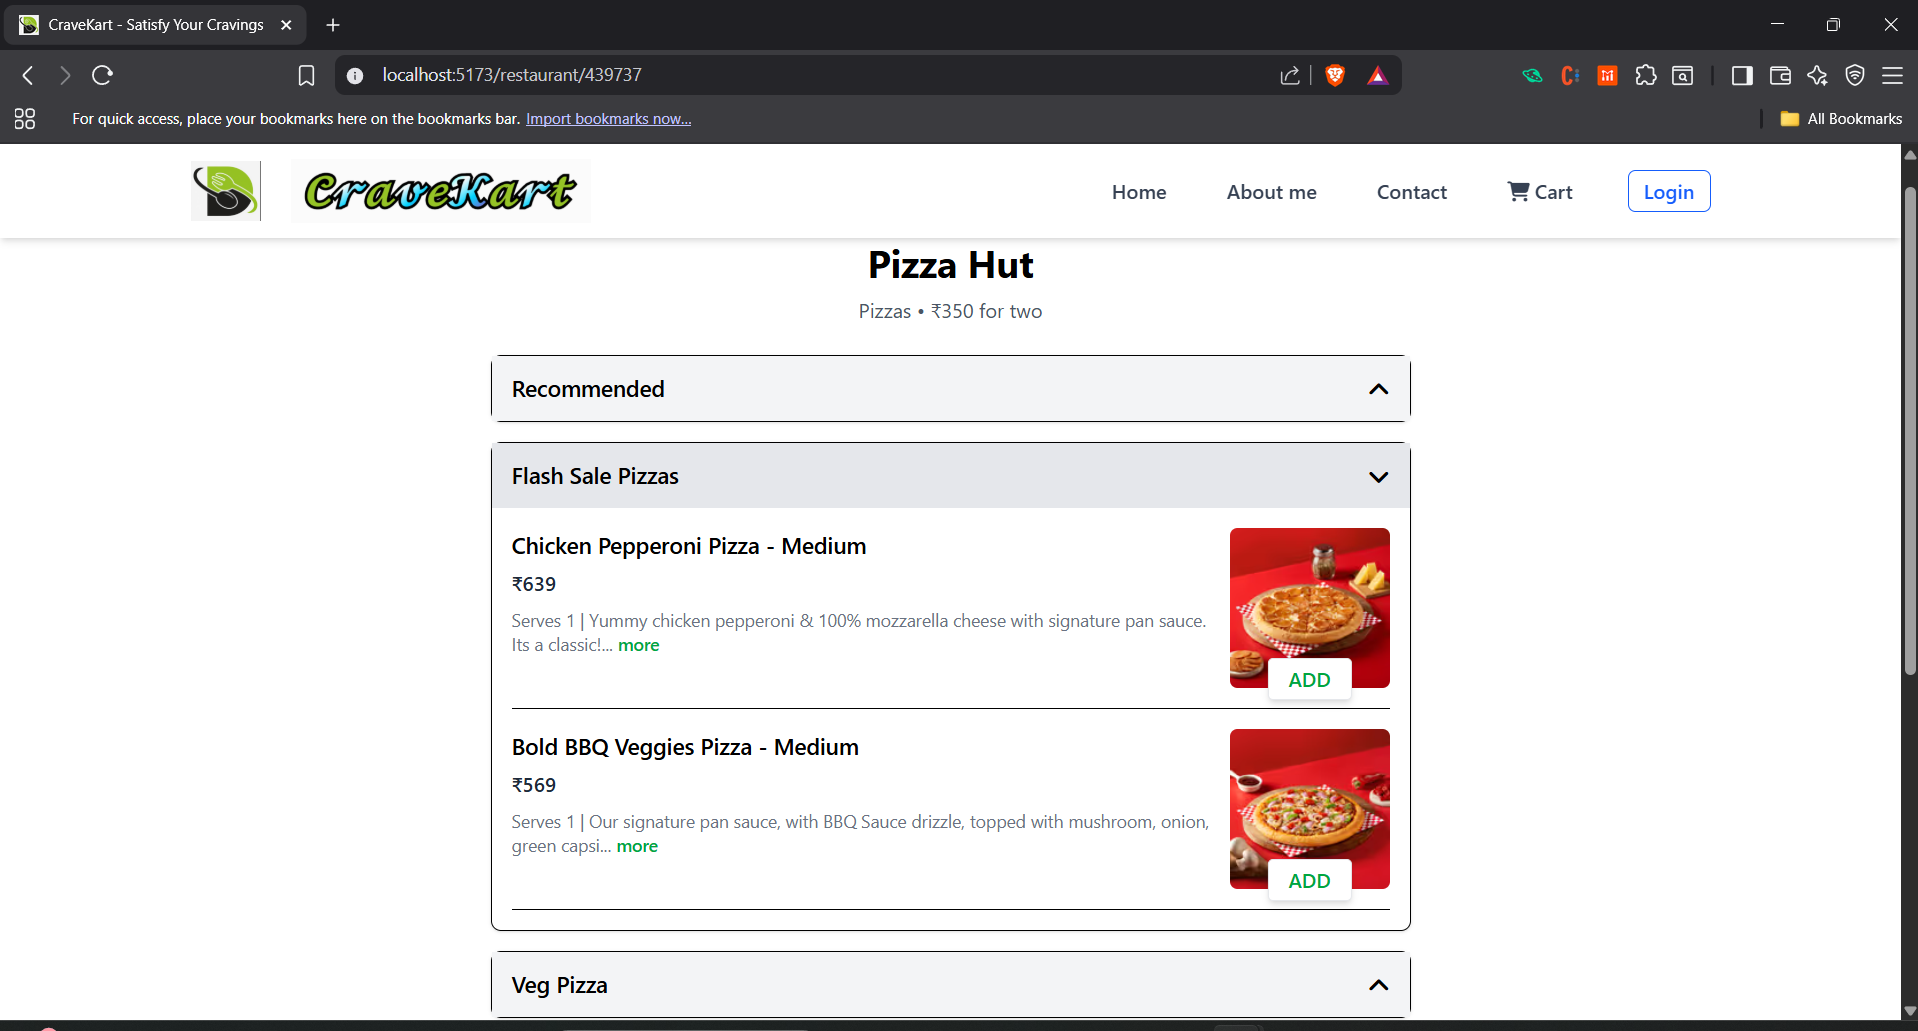 CraveKart - Satisfy Your Cravings
localhost:5173/restaurant/439737
For quick access, place your bookmarks here on the bookmarks bar. Import bookmarks now...
All Bookmarks
CraveKart
Home
About me
Contact
Cart
Login
Pizza Hut
Pizzas • ₹350 for two
Recommended
Flash Sale Pizzas
Chicken Pepperoni Pizza - Medium
₹639
Serves 1 | Yummy chicken pepperoni & 100% mozzarella cheese with signature pan sauce.
Its a classic!... more
ADD
Bold BBQ Veggies Pizza - Medium
₹569
Serves 1 | Our signature pan sauce, with BBQ Sauce drizzle, topped with mushroom, onion,
green capsi... more
ADD
Veg Pizza